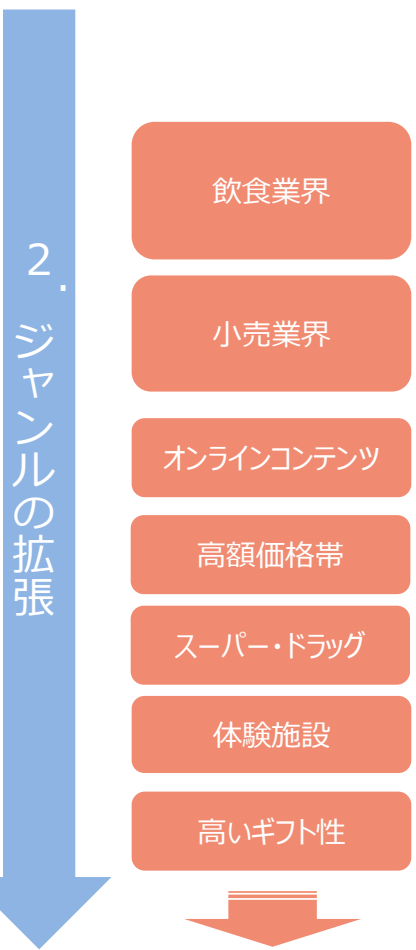 2.ジャンルの拡張
飲食業界
小売業界
オンラインコンテンツ
高額価格帯
スーパー・ドラッグ
体験施設
高いギフト性